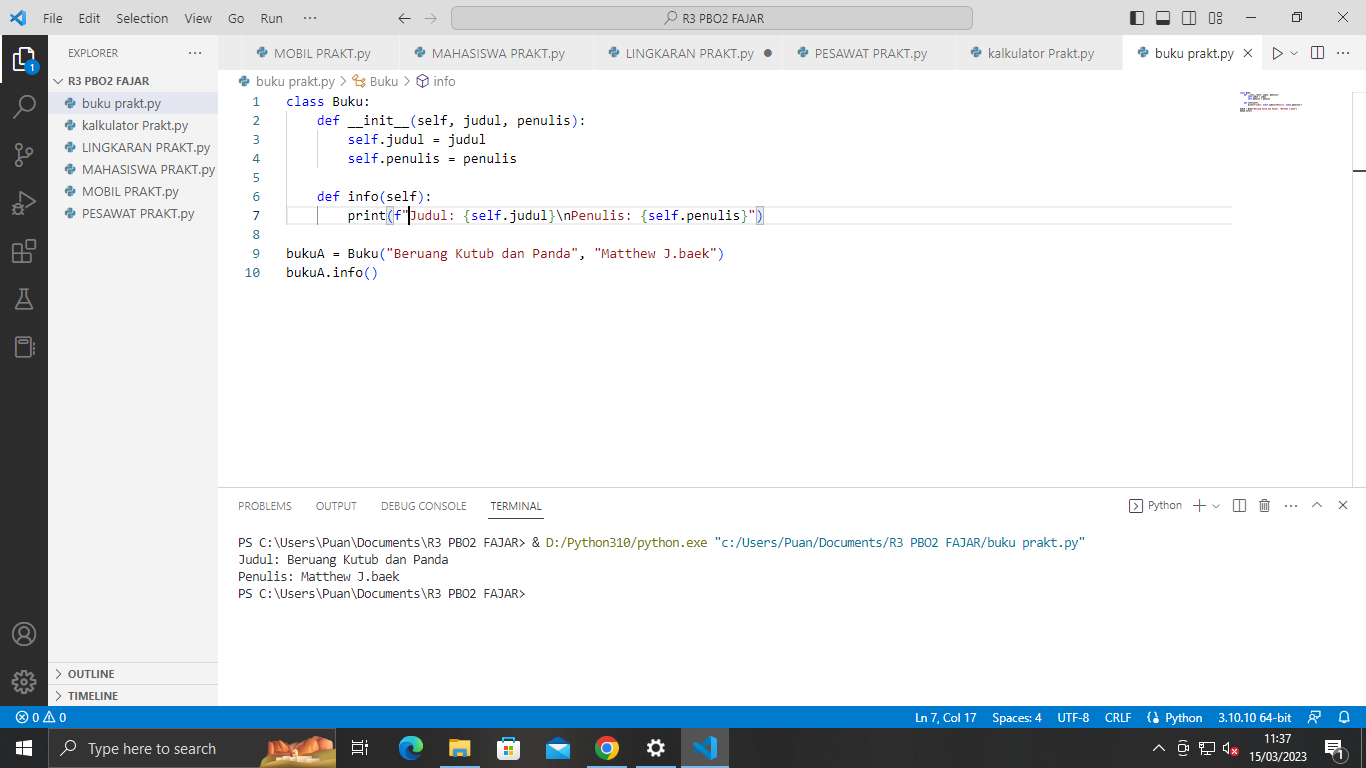 File Edit Selection View Go Run ··· R3 PBO2 FAJAR
EXPLORER ···
MOBIL PRAKT.py MAHASISWA PRAKT.py LINGKARAN PRAKT.py PESAWAT PRAKT.py kalkulator Prakt.py buku prakt.py
R3 PBO2 FAJAR
buku prakt.py
kalkulator Prakt.py
LINGKARAN PRAKT.py
MAHASISWA PRAKT.py
MOBIL PRAKT.py
PESAWAT PRAKT.py
OUTLINE
TIMELINE
1
buku prakt.py > Buku > info
1 class Buku:
2 def __init__(self, judul, penulis):
3 self.judul = judul
4 self.penulis = penulis
5
6 def info(self):
7 print(f"Judul: {self.judul}\nPenulis: {self.penulis}")
8
9 bukuA = Buku("Beruang Kutub dan Panda", "Matthew J.baek")
10 bukuA.info()
PROBLEMS OUTPUT DEBUG CONSOLE TERMINAL Python
PS C:\Users\Puan\Documents\R3 PBO2 FAJAR> & D:/Python310/python.exe "c:/Users/Puan/Documents/R3 PBO2 FAJAR/buku prakt.py"
Judul: Beruang Kutub dan Panda
Penulis: Matthew J.baek
PS C:\Users\Puan\Documents\R3 PBO2 FAJAR>
0 0 Ln 7, Col 17 Spaces: 4 UTF-8 CRLF Python 3.10.10 64-bit
Type here to search
11:37
15/03/2023
1